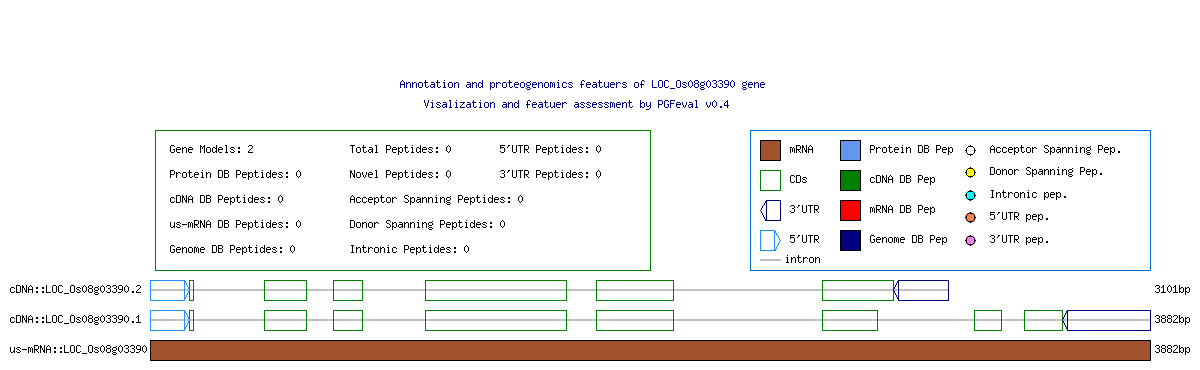 Annotation and proteogenomics featuers of LOC_Os08g03390 gene
Visalization and featuer assessment by PGFeval v0.4
Gene Models: 2 Total Peptides: 0 5'UTR Peptides: 0
Protein DB Peptides: 0 Novel Peptides: 0 3'UTR Peptides: 0
cDNA DB Peptides: 0 Acceptor Spanning Peptides: 0
us-mRNA DB Peptides: 0 Donor Spanning Peptides: 0
Genome DB Peptides: 0 Intronic Peptides: 0
mRNA Protein DB Pep Acceptor Spanning Pep.
CDs cDNA DB Pep Donor Spanning Pep.
3'UTR mRNA DB Pep Intronic pep.
5'UTR Genome DB Pep 5'UTR pep.
intron 3'UTR pep.
cDNA::LOC_Os08g03390.2 3101bp
cDNA::LOC_Os08g03390.1 3882bp
us-mRNA::LOC_Os08g03390 3882bp